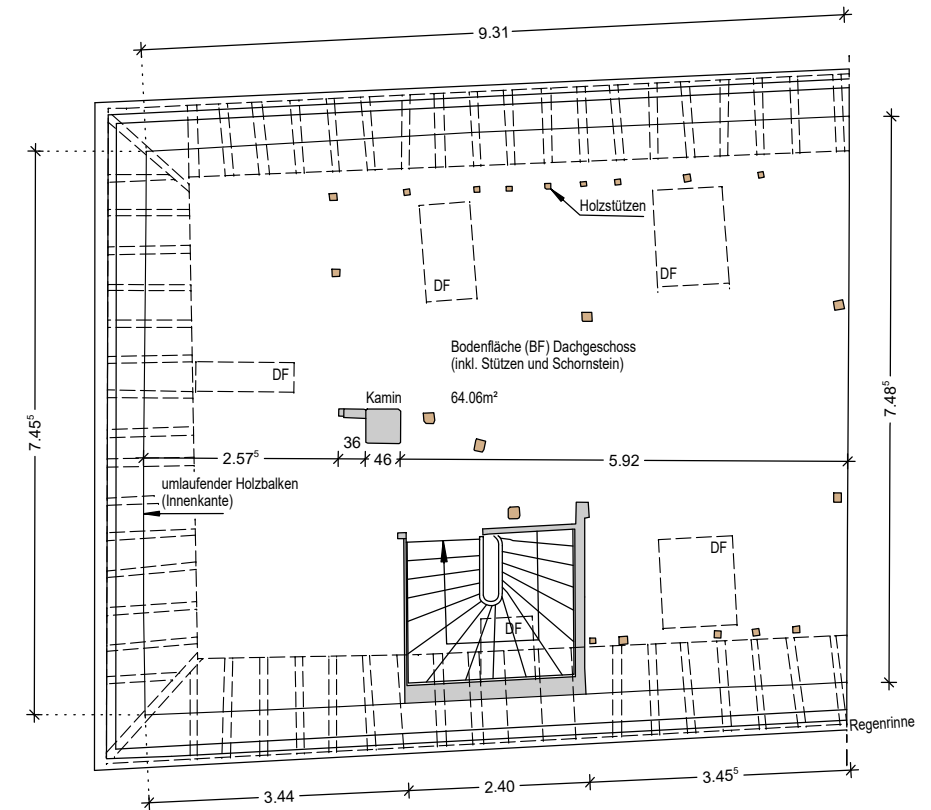 9.31
Holzstützen
DF
DF
7.48⁵
Bodenfläche (BF) Dachgeschoss
(inkl. Stützen und Schornstein)
64.06m²
DF
Kamin
7.45⁵
36
2.57⁵
46
5.92
umlaufender Holzbalken
(Innenkante)
DF
DF
Regenrinne
3.44
2.40
3.45⁵